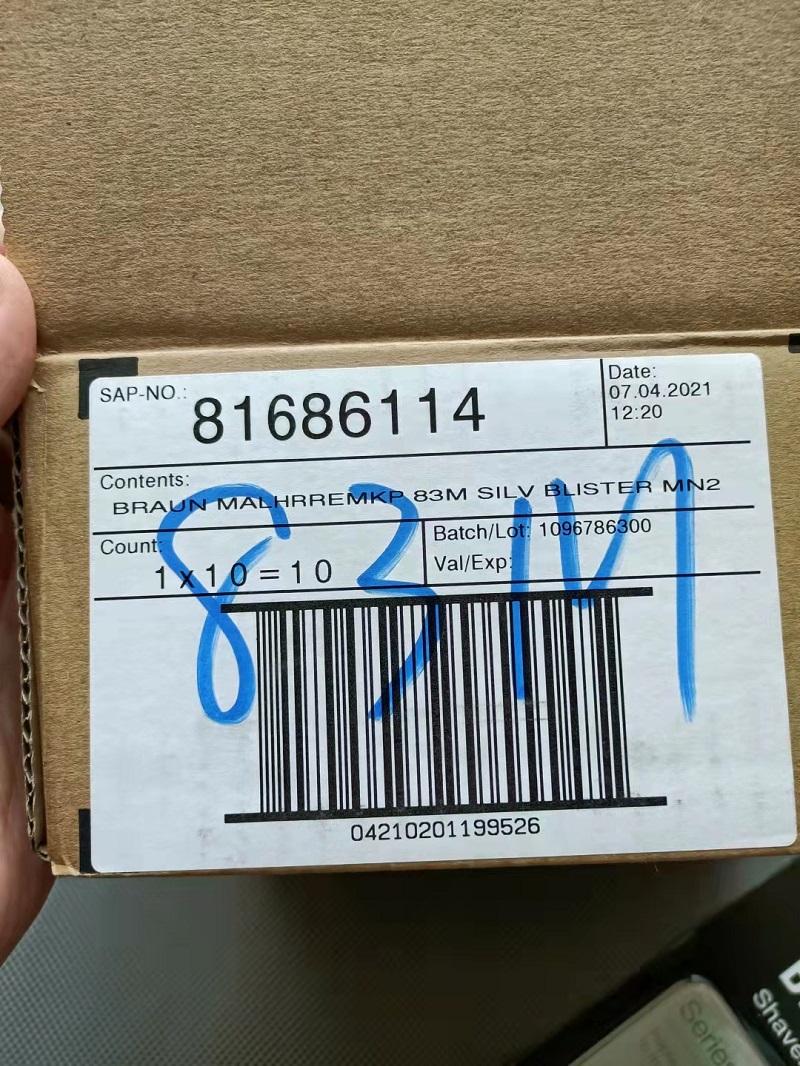 SAP-NO.: 81686114
Date:
07.04.2021
12:20
Contents:
BRAUN MALHRREMKP 83M SILV BLISTER MN2
Count:
1 x 10 = 10
Batch/Lot: 1096786300
Val/Exp:
83M
04210201199526
Series
Shave